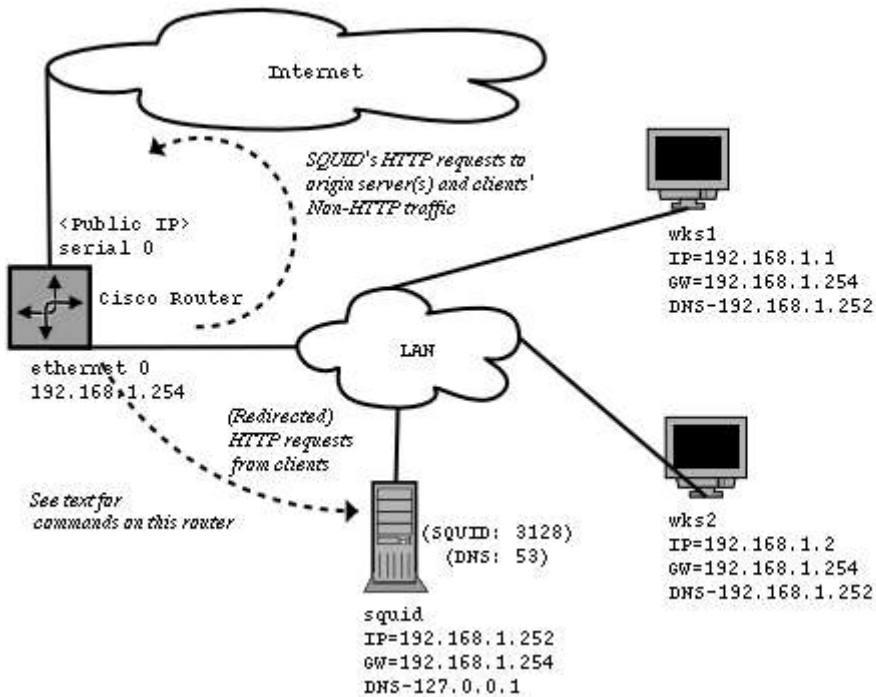 Internet
SQUID's HTTP requests to
origin server(s) and clients'
Non-HTTP traffic
<Public IP>
serial 0
Cisco Router
ethernet 0
192.168.1.254
LAN
wks1
IP=192.168.1.1
GW=192.168.1.254
DNS-192.168.1.252
(Redirected)
HTTP requests
from clients
See text for
commands on this router
(SQUID: 3128)
(DNS: 53)
squid
IP=192.168.1.252
GW=192.168.1.254
DNS-127.0.0.1
wks2
IP=192.168.1.2
GW=192.168.1.254
DNS-192.168.1.252